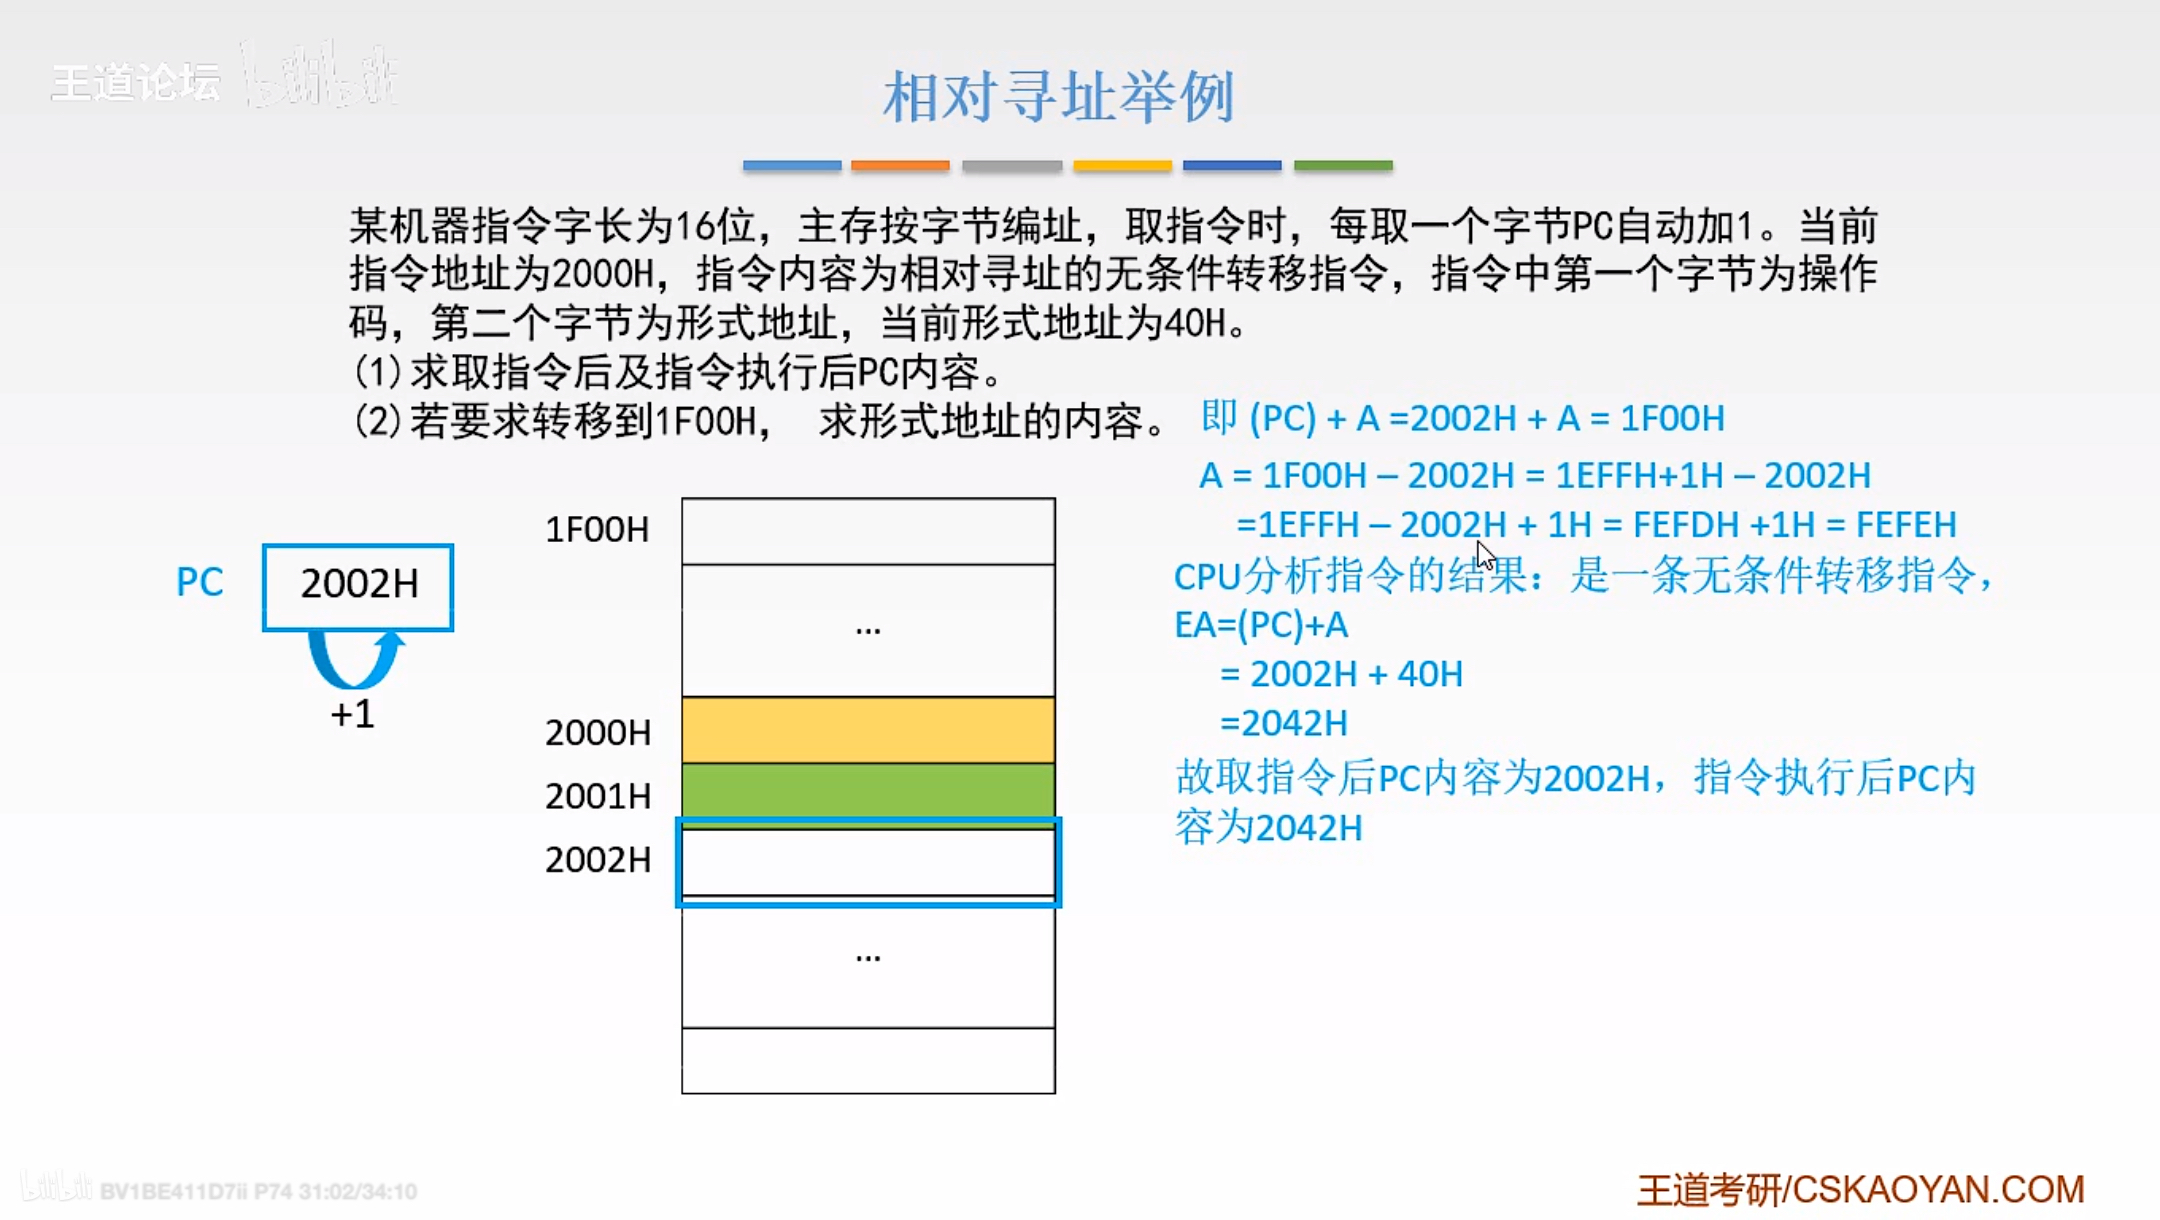 王道论坛 bilibili
相对寻址举例
某机器指令字长为16位，主存按字节编址，取指令时，每取一个字节PC自动加1。当前
指令地址为2000H，指令内容为相对寻址的无条件转移指令，指令中第一个字节为操作
码，第二个字节为形式地址，当前形式地址为40H。
(1)求取指令后及指令执行后PC内容。
(2)若要求转移到1F00H， 求形式地址的内容。
即 (PC) + A =2002H + A = 1F00H
A = 1F00H – 2002H = 1EFFH+1H – 2002H
=1EFFH – 2002H + 1H = FEFDH +1H = FEFEH
CPU分析指令的结果：是一条无条件转移指令，
EA=(PC)+A
= 2002H + 40H
=2042H
故取指令后PC内容为2002H，指令执行后PC内
容为2042H
PC
2002H
+1
1F00H
...
2000H
2001H
2002H
...
bilibili BV1BE411D7ii P74 31:02/34:10
王道考研/CSKAOYAN.COM